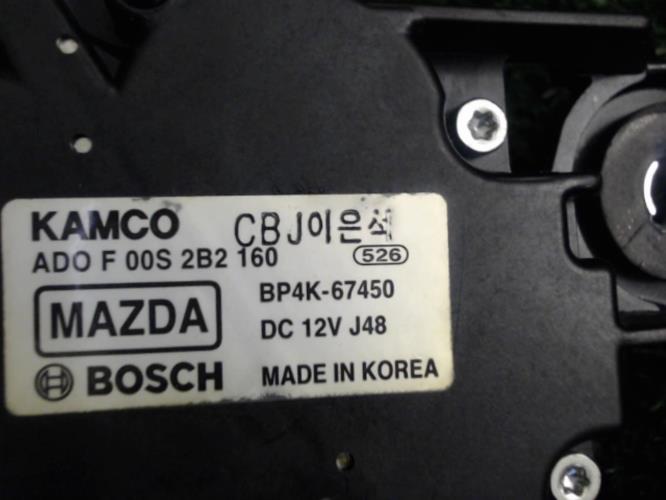 KAMCO CBJ이은석
ADO F 00S 2B2 160 526
MAZDA BP4K-67450
DC 12V J48
BOSCH MADE IN KOREA